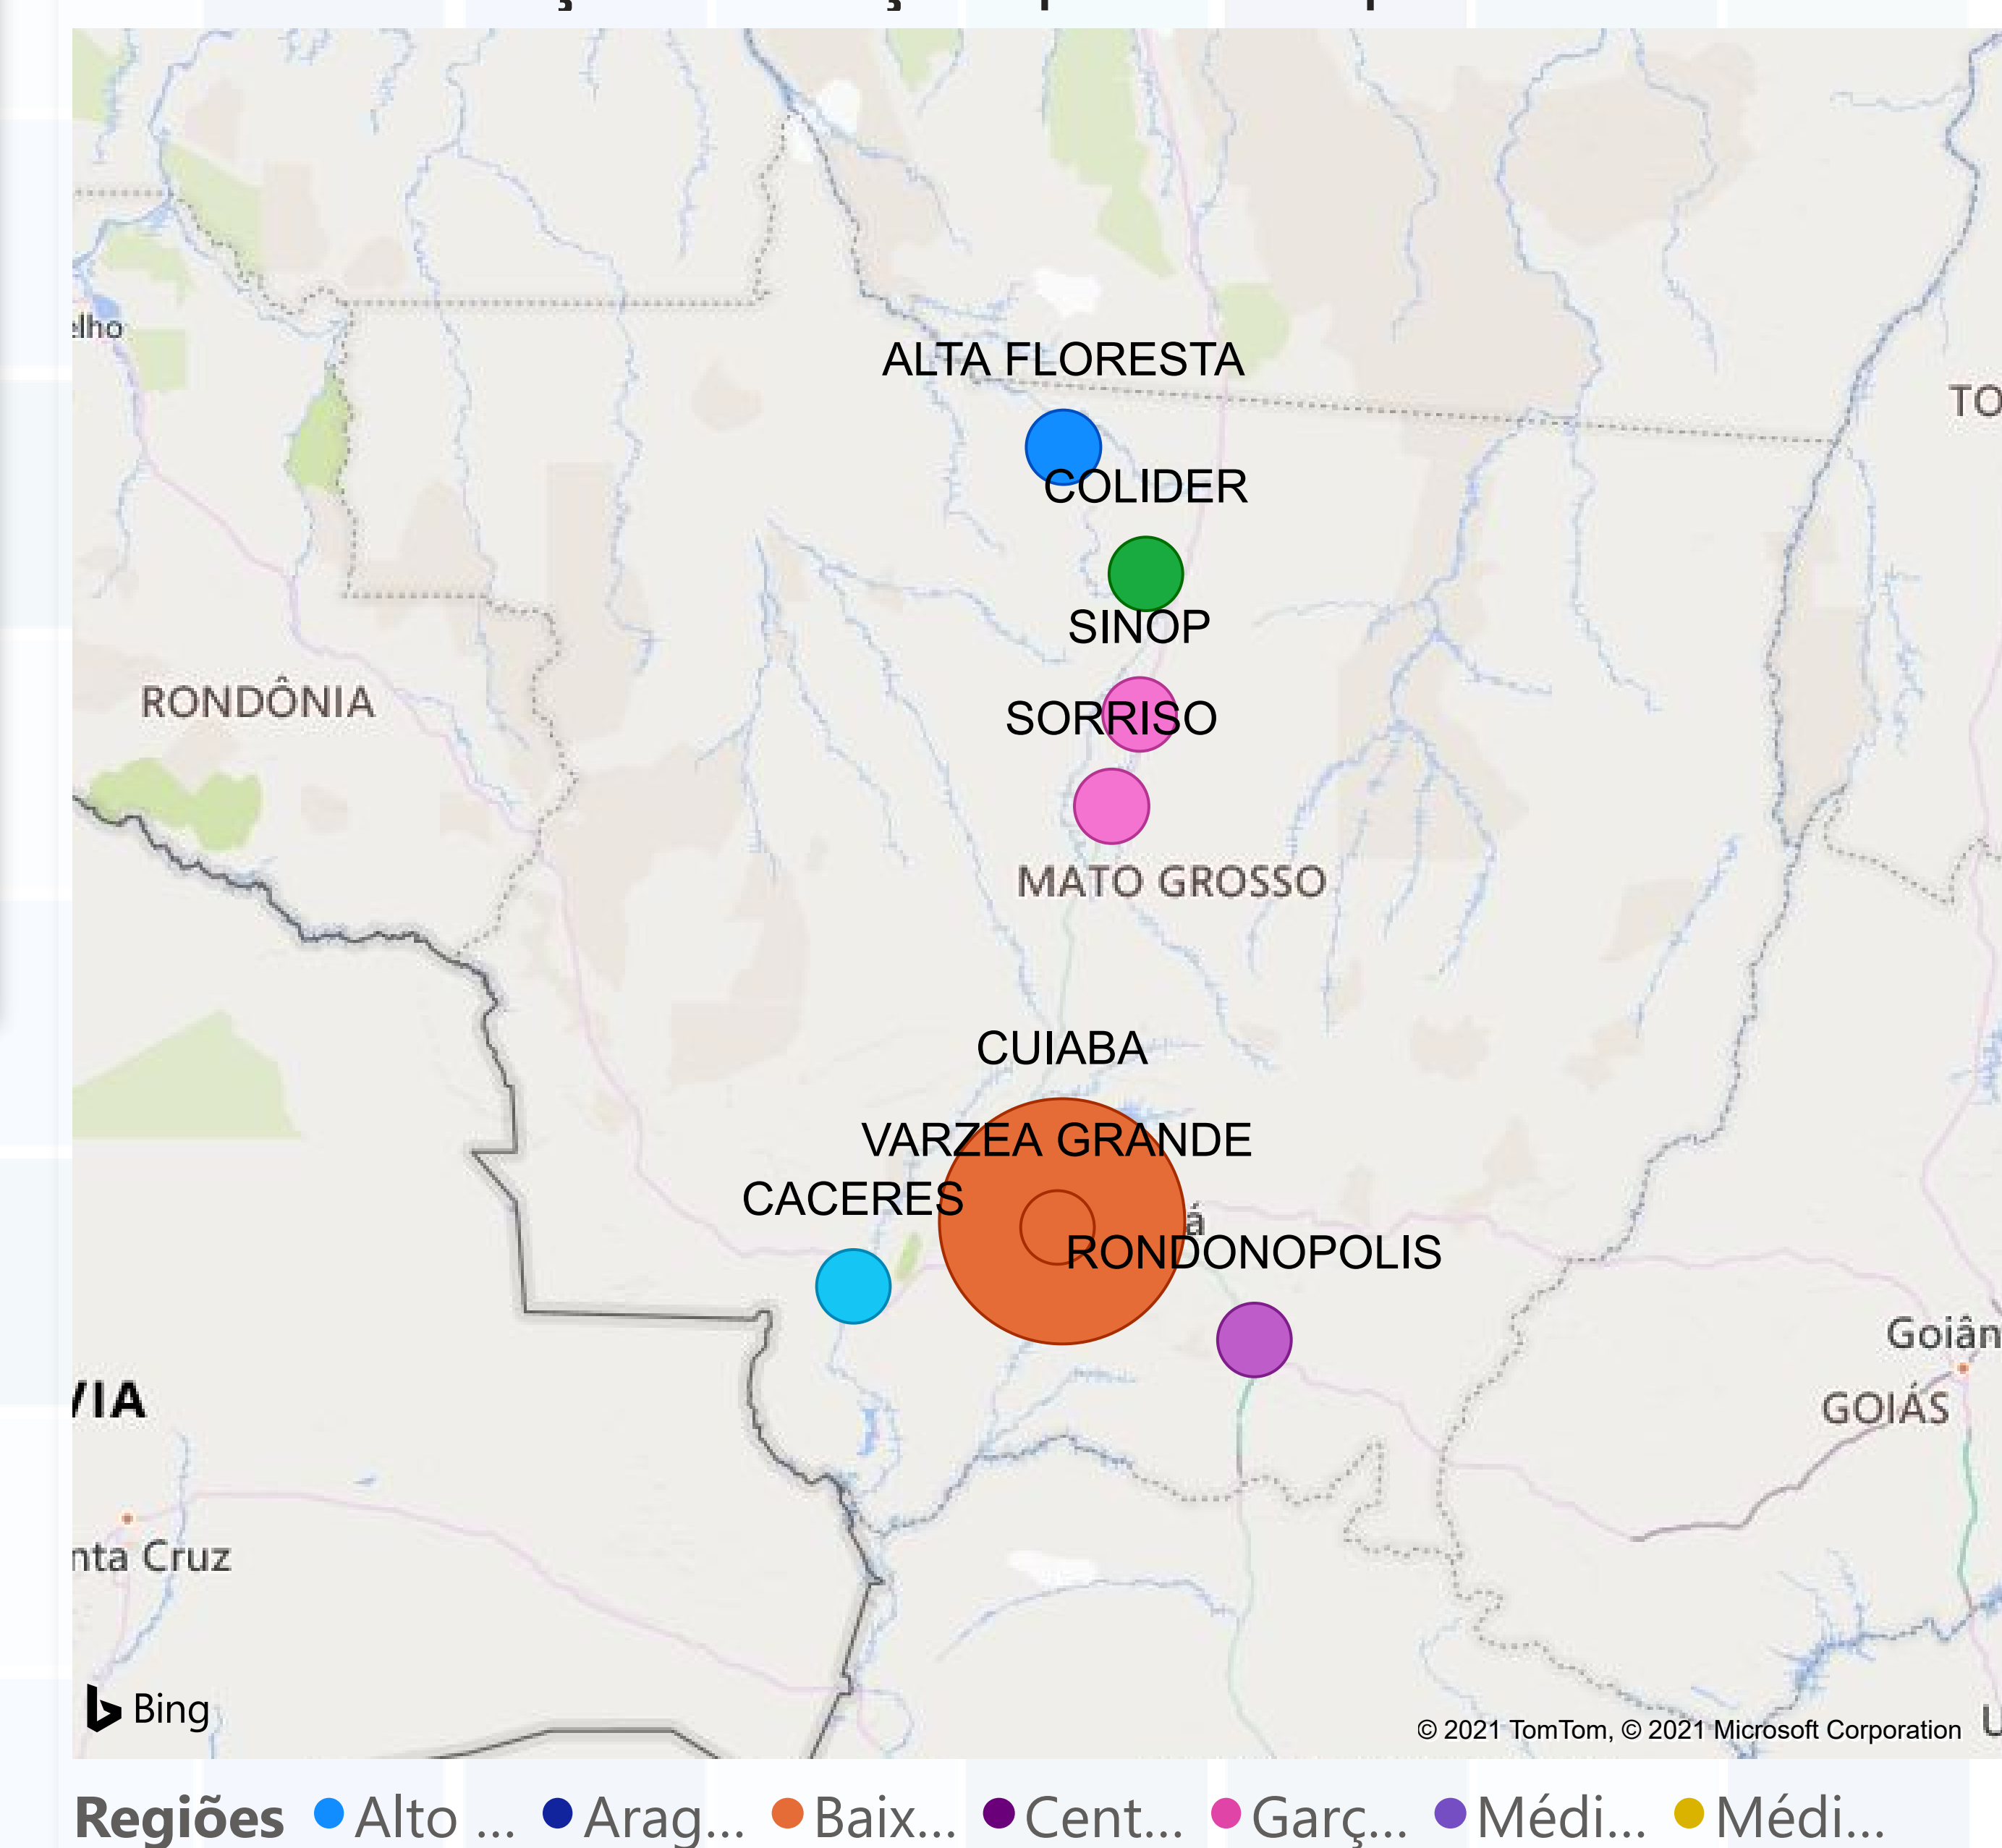 elho
ALTA FLORESTA
TO
COLIDER
SINOP
RONDÔNIA
SORRISO
MATO GROSSO
CUIABA
VARZEA GRANDE
CACERES
á
RONDONOPOLIS
Goiân
VIA
GOIÁS
nta Cruz
Bing
© 2021 TomTom, © 2021 Microsoft Corporation
U
Regiões Alto ... Arag... Baix... Cent... Garç... Médi... Médi...